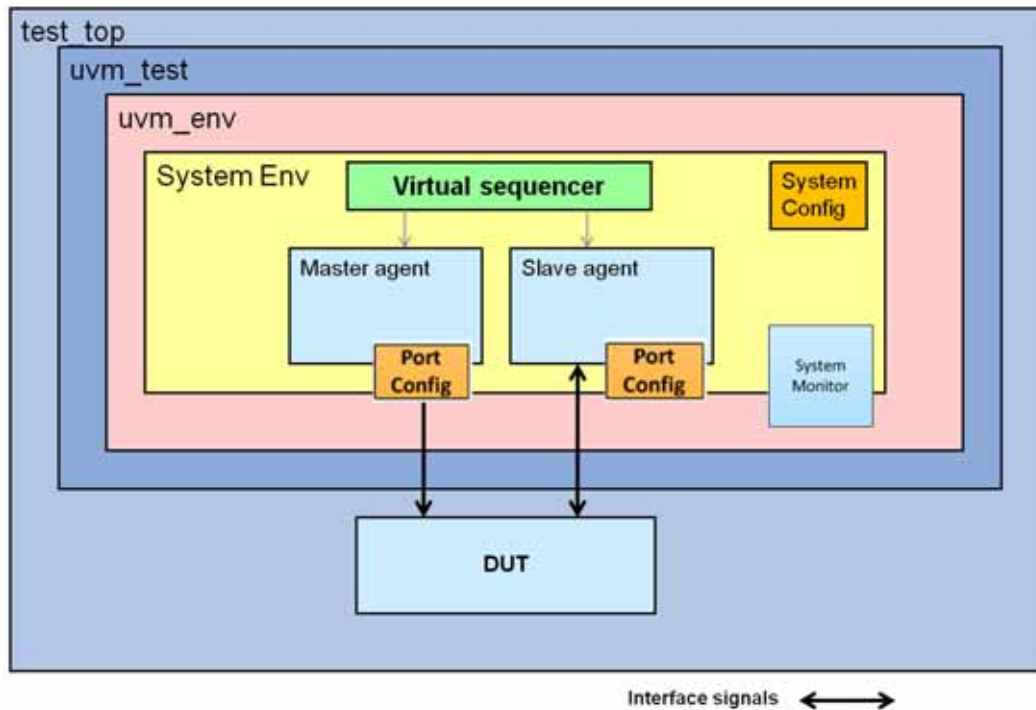 test_top
uvm_test
uvm_env
System Env
Virtual sequencer
System
Config
Master agent
Slave agent
Port
Config
Port
Config
System
Monitor
DUT
Interface signals